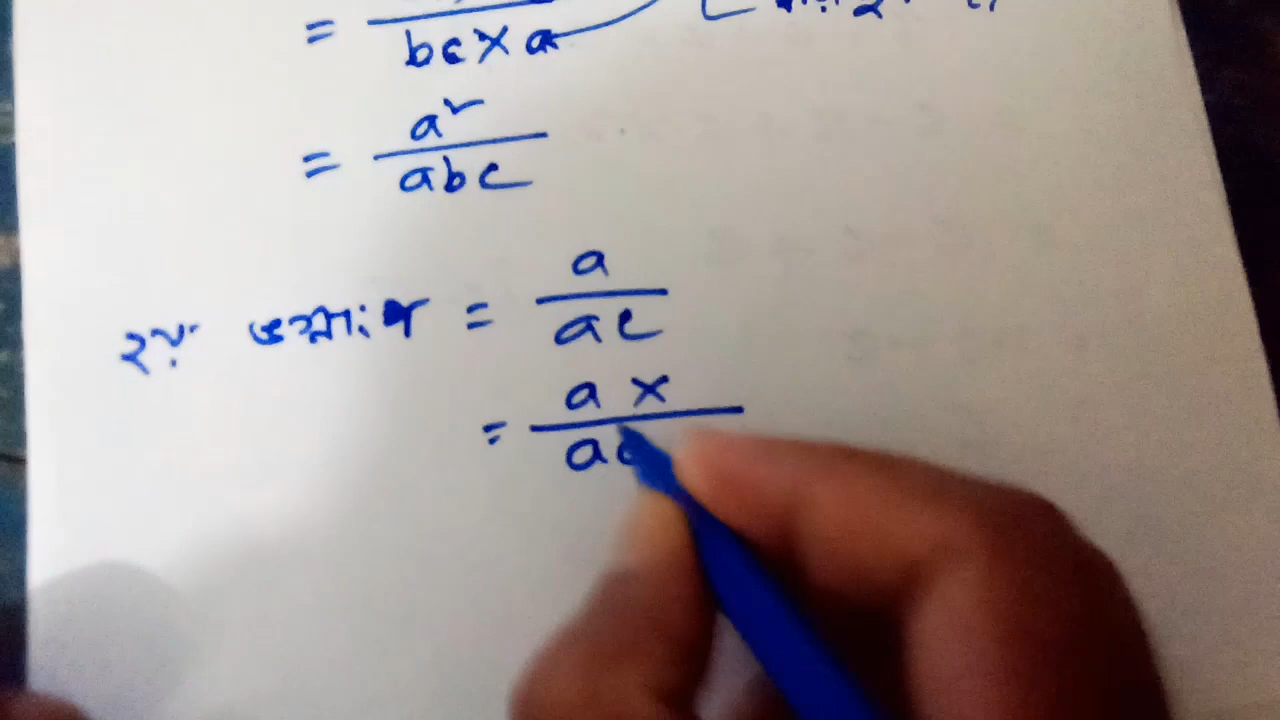 = bc × a
= a² / abc
২য় ভগ্নাংশ = a / ac
= a × / ac